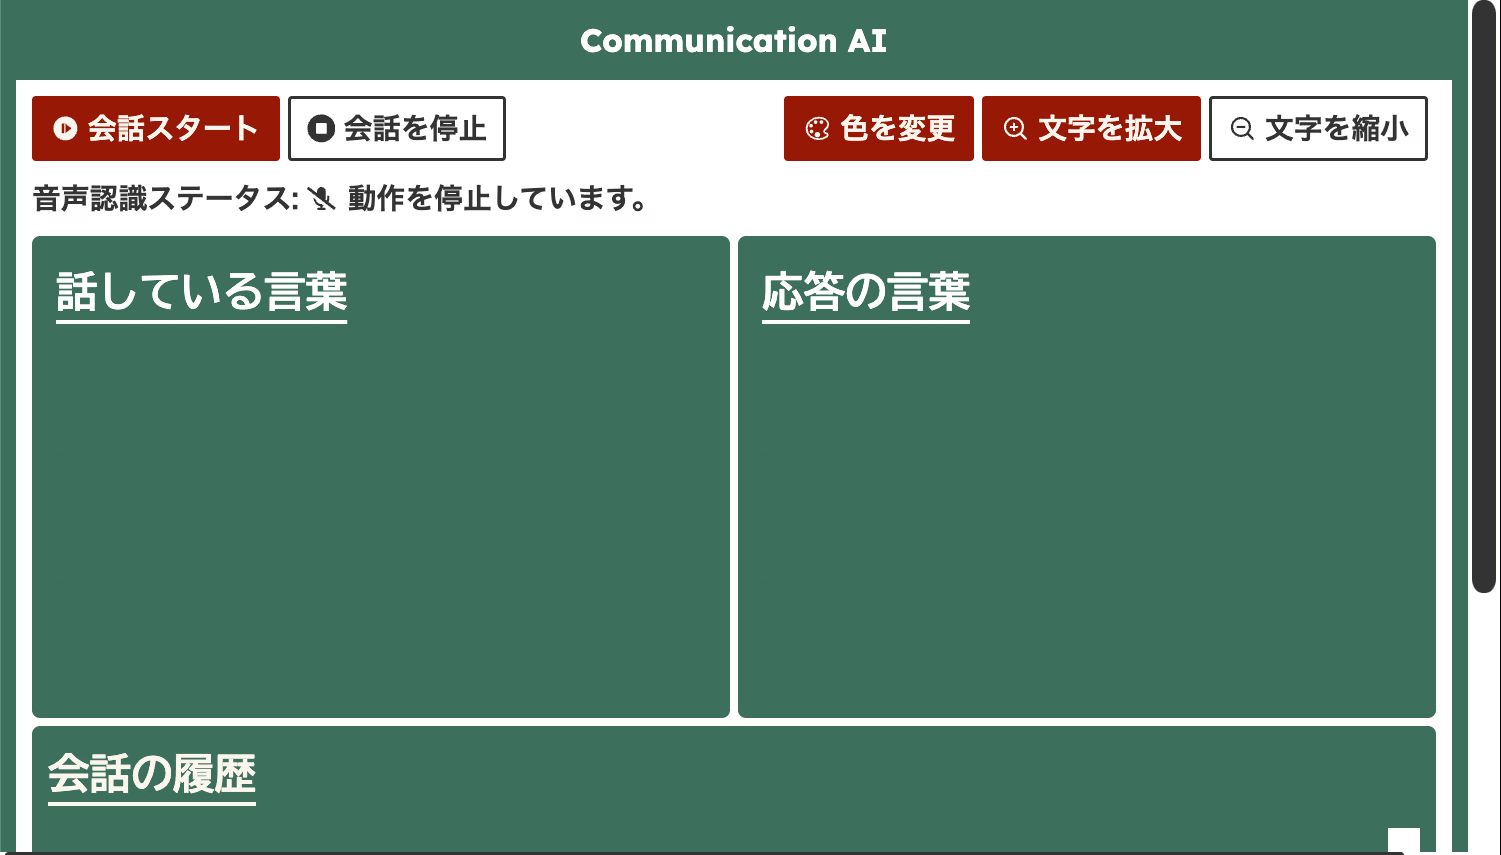 Communication AI
会話スタート
会話を停止
色を変更
文字を拡大
文字を縮小
音声認識ステータス: 動作を停止しています。
話している言葉
応答の言葉
会話の履歴